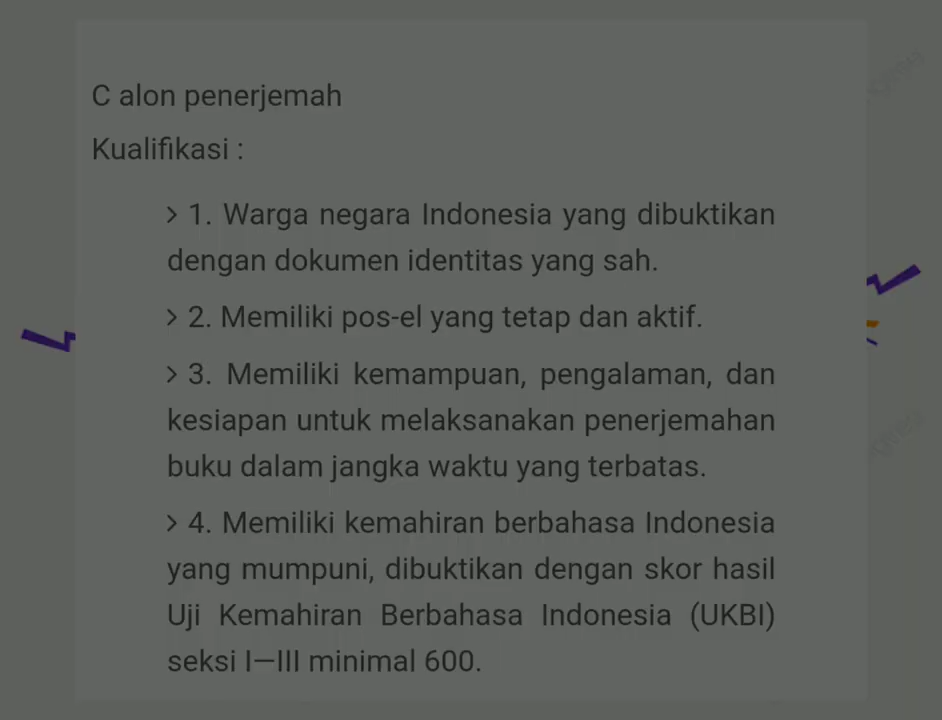 C alon penerjemah
Kualifikasi :
> 1. Warga negara Indonesia yang dibuktikan
dengan dokumen identitas yang sah.
> 2. Memiliki pos-el yang tetap dan aktif.
> 3. Memiliki kemampuan, pengalaman, dan
kesiapan untuk melaksanakan penerjemahan
buku dalam jangka waktu yang terbatas.
> 4. Memiliki kemahiran berbahasa Indonesia
yang mumpuni, dibuktikan dengan skor hasil
Uji Kemahiran Berbahasa Indonesia (UKBI)
seksi I—III minimal 600.